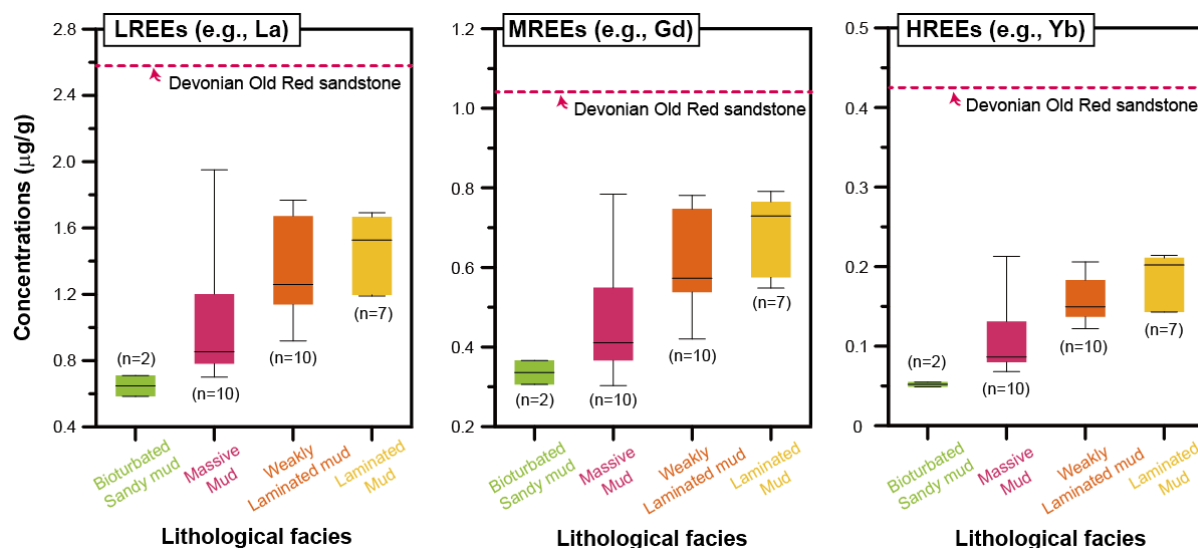 LREEs (e.g., La)
MREEs (e.g., Gd)
HREEs (e.g., Yb)
Concentrations (μg/g)
2.8
2.4
2.0
1.6
1.2
0.8
0.4
Devonian Old Red sandstone
(n=2)
(n=10)
(n=10)
(n=7)
Bioturbated
Sandy mud
Massive
Mud
Weakly
Laminated mud
Laminated
Mud
Lithological facies
1.2
1.0
0.8
0.6
0.4
0.2
Devonian Old Red sandstone
(n=2)
(n=10)
(n=10)
(n=7)
Bioturbated
Sandy mud
Massive
Mud
Weakly
Laminated mud
Laminated
Mud
Lithological facies
0.5
0.4
0.3
0.2
0.1
0
Devonian Old Red sandstone
(n=2)
(n=10)
(n=10)
(n=7)
Bioturbated
Sandy mud
Massive
Mud
Weakly
Laminated mud
Laminated
Mud
Lithological facies